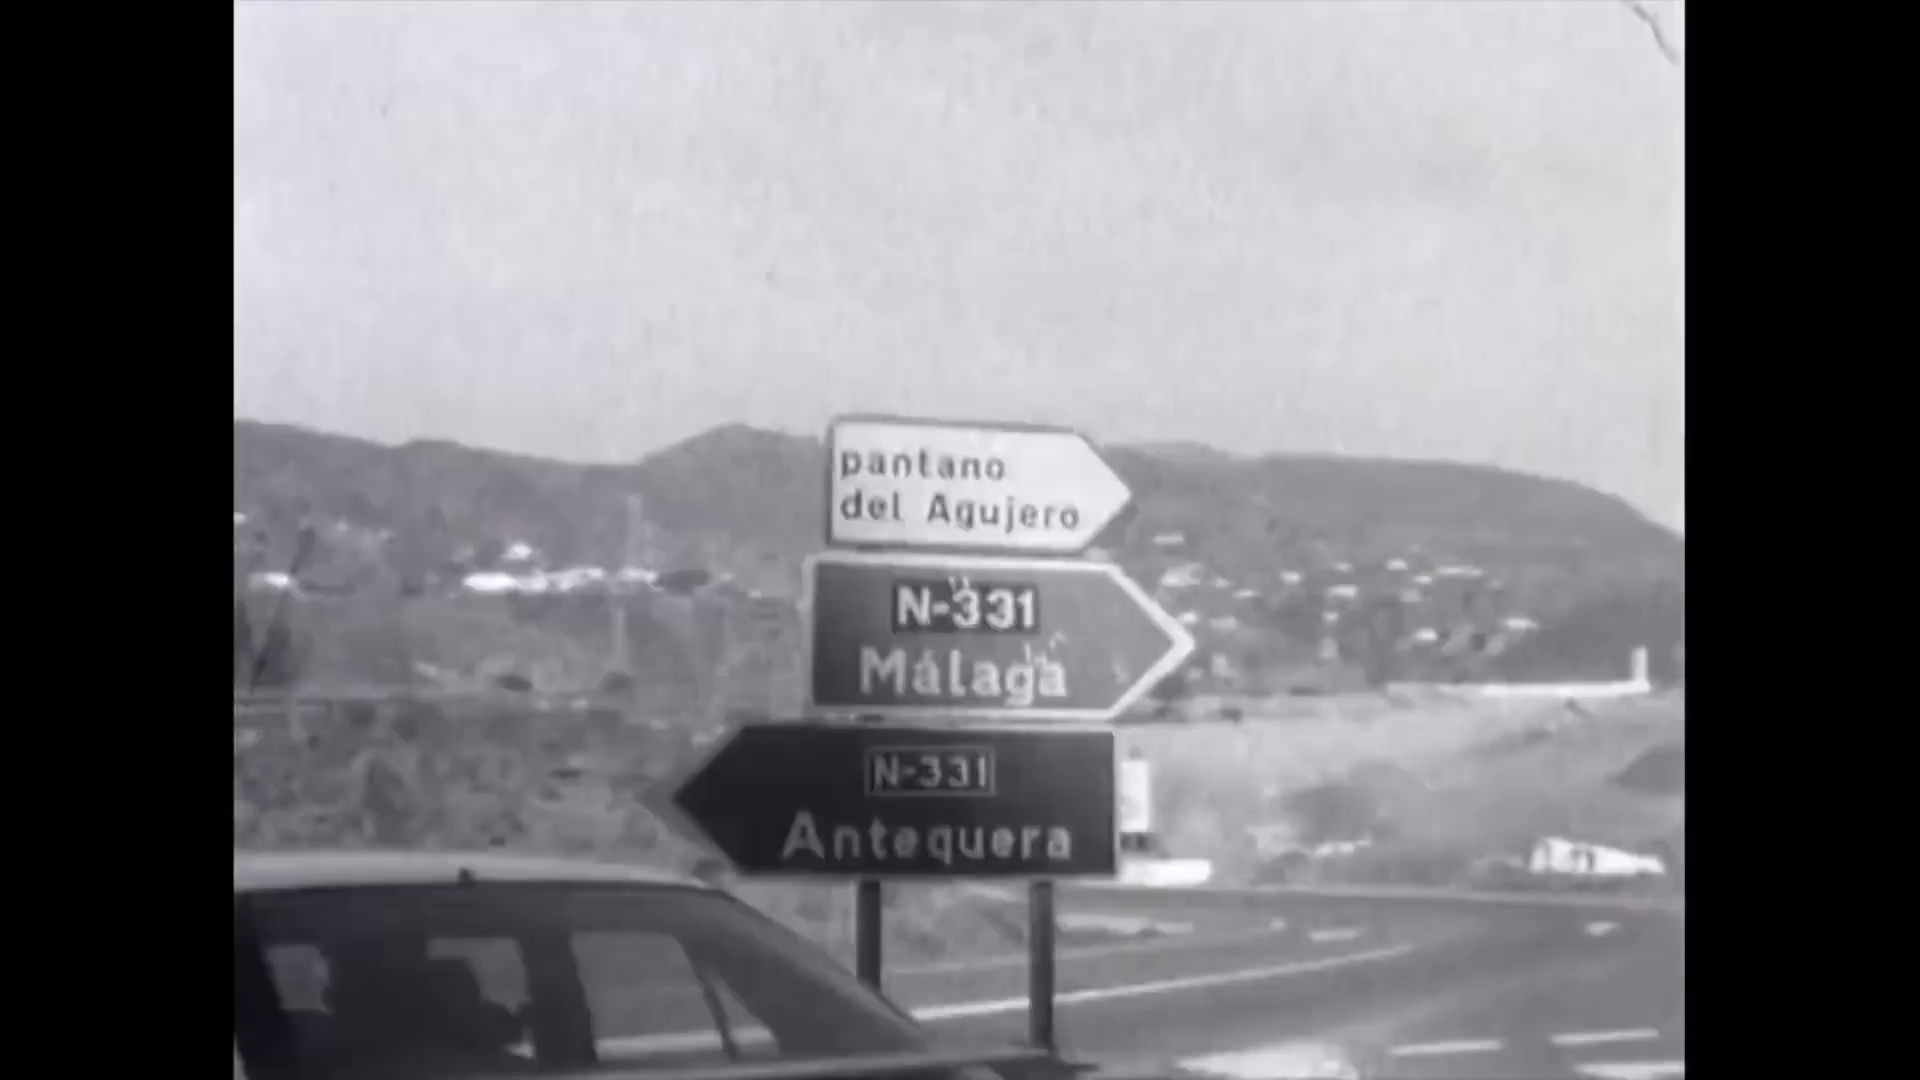 pantano
del Agujero
N-331
Málaga
N-331
Antequera